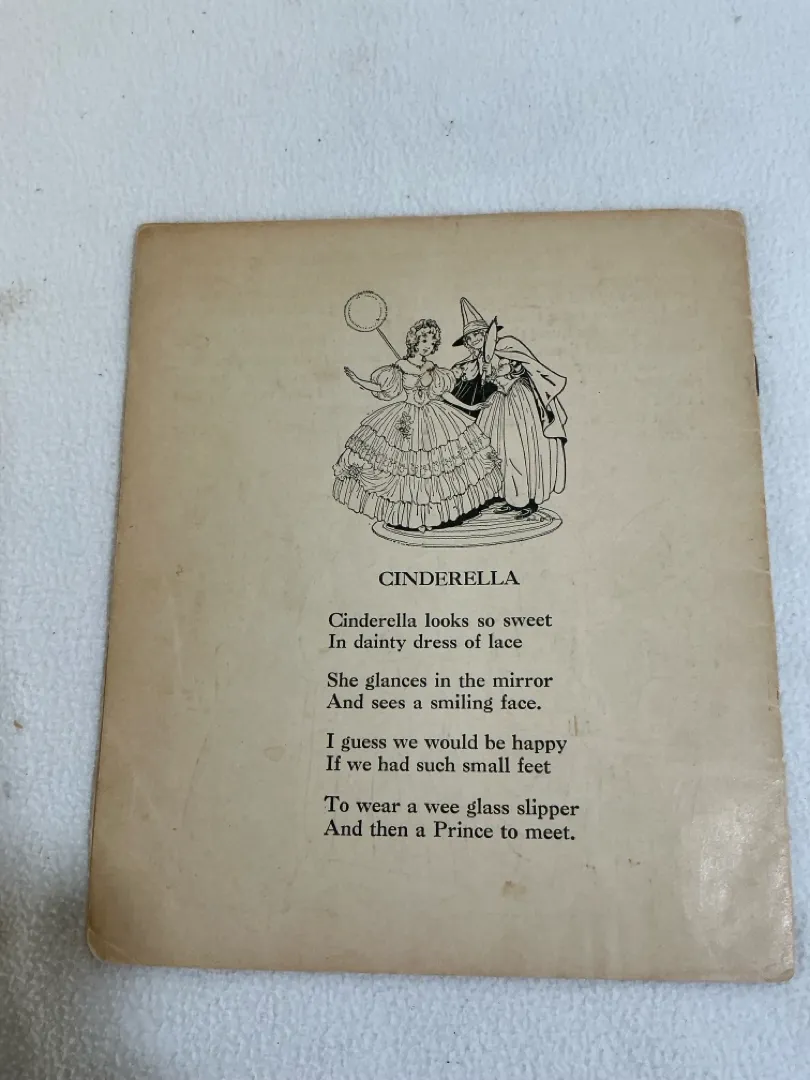 CINDERELLA
Cinderella looks so sweet
In dainty dress of lace
She glances in the mirror
And sees a smiling face.
I guess we would be happy
If we had such small feet
To wear a wee glass slipper
And then a Prince to meet.